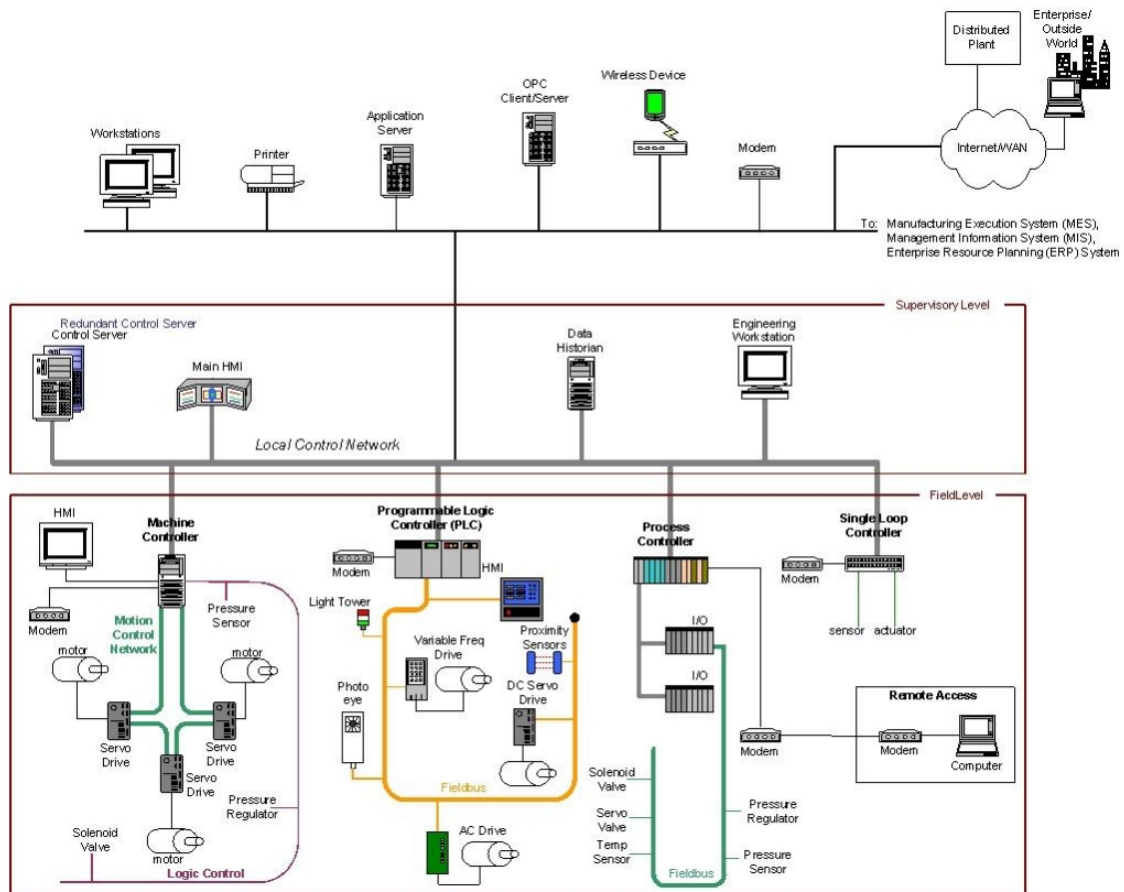 Enterprise/
Outside
World
Distributed
Plant
Internet/WAN
OPC
Client/Server
Wireless Device
Application
Server
Workstations
Printer
Modem
To: Manufacturing Execution System (MES),
Management Information System (MIS),
Enterprise Resource Planning (ERP) System
Supervisory Level
Redundant Control Server
Control Server
Main HMI
Data
Historian
Engineering
Workstation
Local Control Network
FieldLevel
HMI
Machine
Controller
Modem
Pressure
Sensor
Motion
Control
Network
motor
motor
Servo
Drive
Servo
Drive
Servo
Drive
motor
Pressure
Regulator
Solenoid
Valve
Logic Control
Programmable Logic
Controller (PLC)
Modem
HMI
Light Tower
Variable Freq
Drive
Proximity
Sensors
Photo
eye
DC Servo
Drive
Fieldbus
AC Drive
Process
Controller
I/O
I/O
Modem
Solenoid
Valve
Servo
Valve
Temp
Sensor
Pressure
Regulator
Pressure
Sensor
Fieldbus
Single Loop
Controller
Modem
sensor
actuator
Remote Access
Modem
Computer